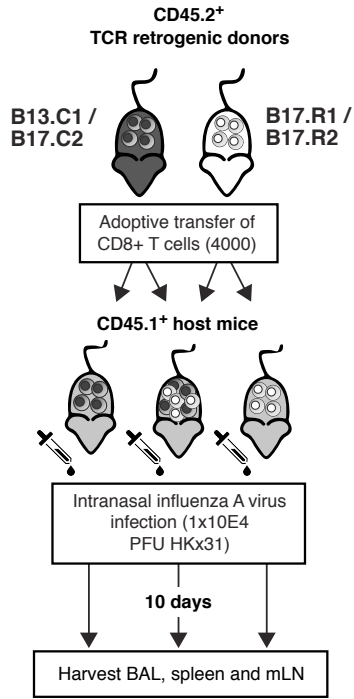 CD45.2+
TCR retrogenic donors
B13.C1 /
B17.C2
B17.R1 /
B17.R2
Adoptive transfer of
CD8+ T cells (4000)
CD45.1+ host mice
Intranasal influenza A virus
infection (1x10E4
PFU HKx31)
10 days
Harvest BAL, spleen and mLN